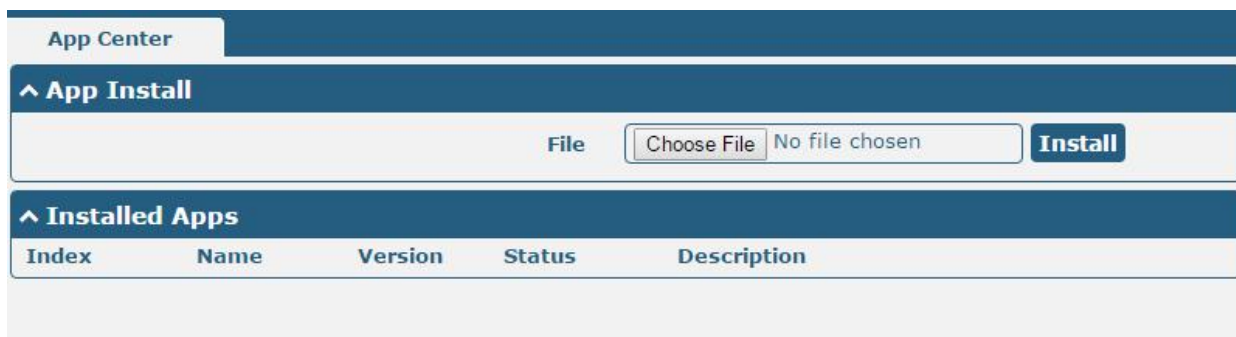 App Center
App Install
File Choose File No file chosen Install
Installed Apps
Index Name Version Status Description